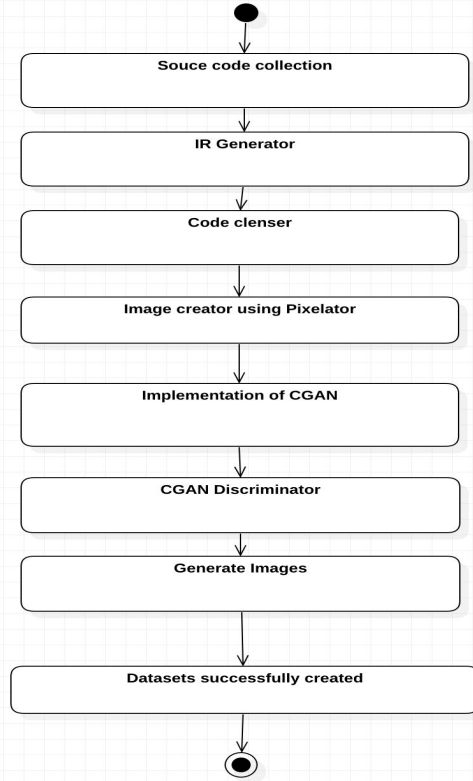 Souce code collection
IR Generator
Code clenser
Image creator using Pixelator
Implementation of CGAN
CGAN Discriminator
Generate Images
Datasets successfully created